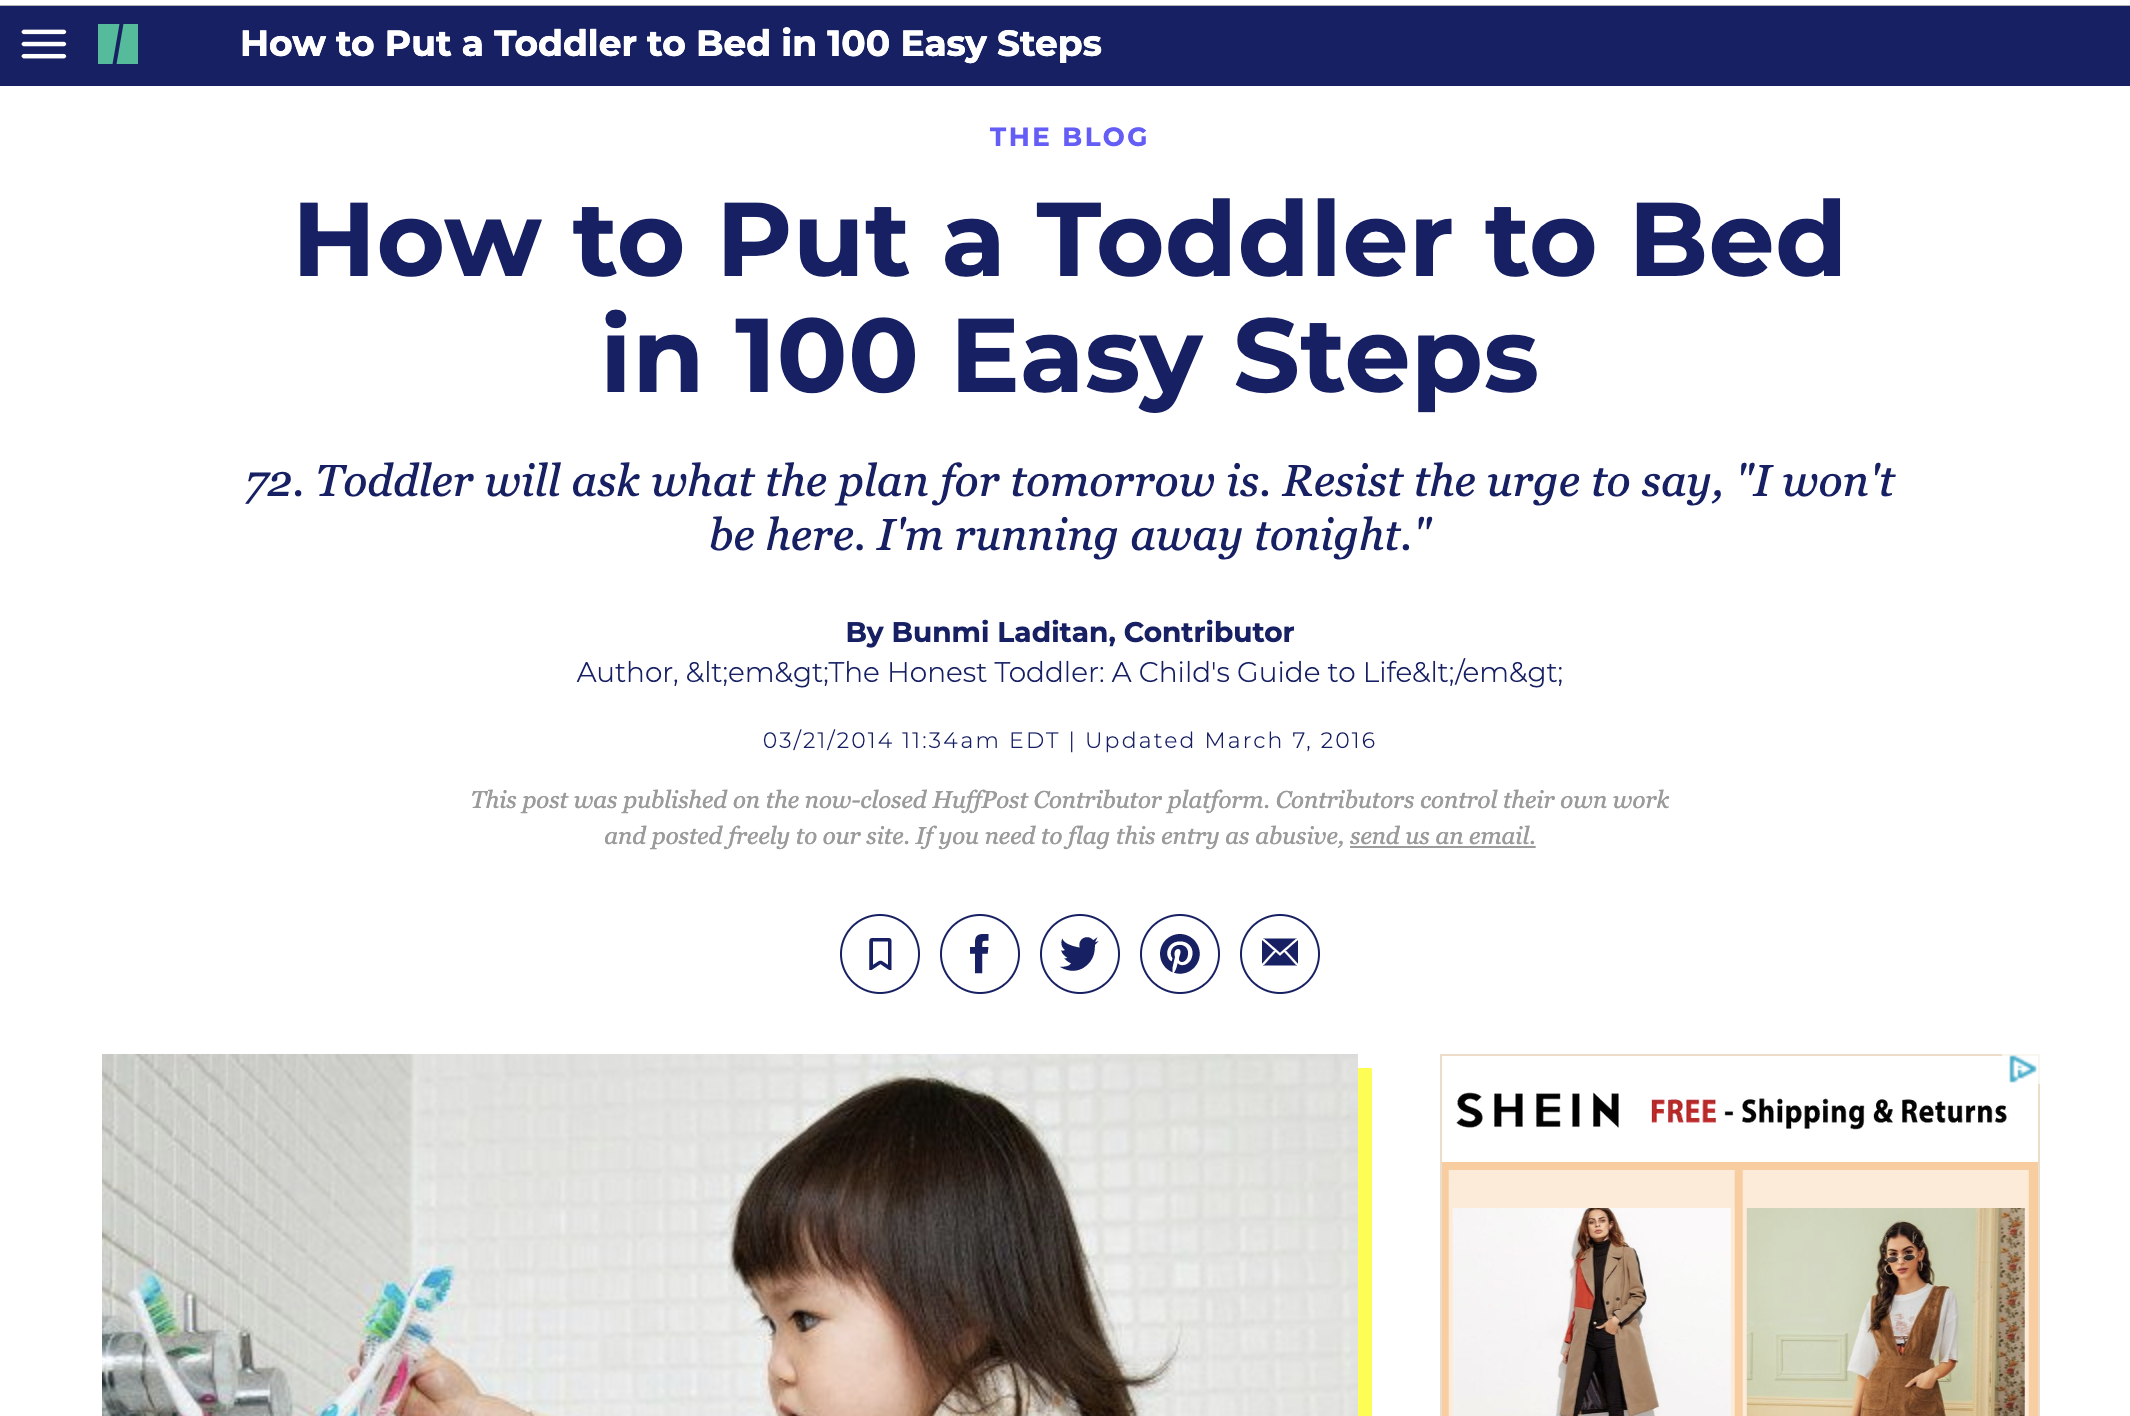 How to Put a Toddler to Bed in 100 Easy Steps
THE BLOG
How to Put a Toddler to Bed
in 100 Easy Steps
72. Toddler will ask what the plan for tomorrow is. Resist the urge to say, "I won't
be here. I'm running away tonight."
By Bunmi Laditan, Contributor
Author, &lt;em&gt;The Honest Toddler: A Child's Guide to Life&lt;/em&gt;
03/21/2014 11:34am EDT | Updated March 7, 2016
This post was published on the now-closed HuffPost Contributor platform. Contributors control their own work
and posted freely to our site. If you need to flag this entry as abusive, send us an email.
SHEIN FREE - Shipping & Returns